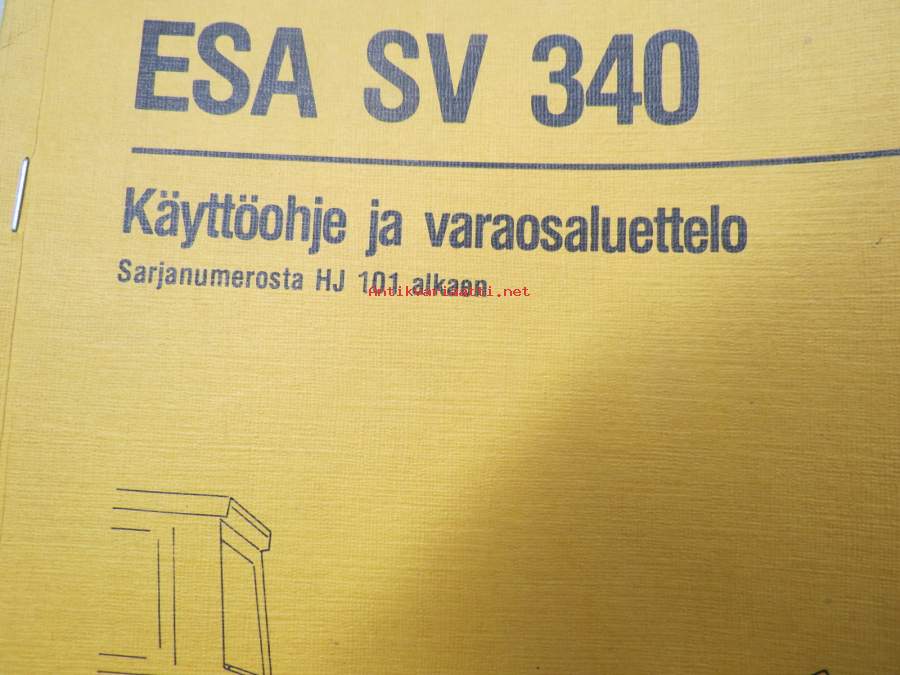 ESA SV 340
Käyttöohje ja varaosaluettelo
Sarjanumerosta HJ 101 alkaen
Antikvariaatti.net